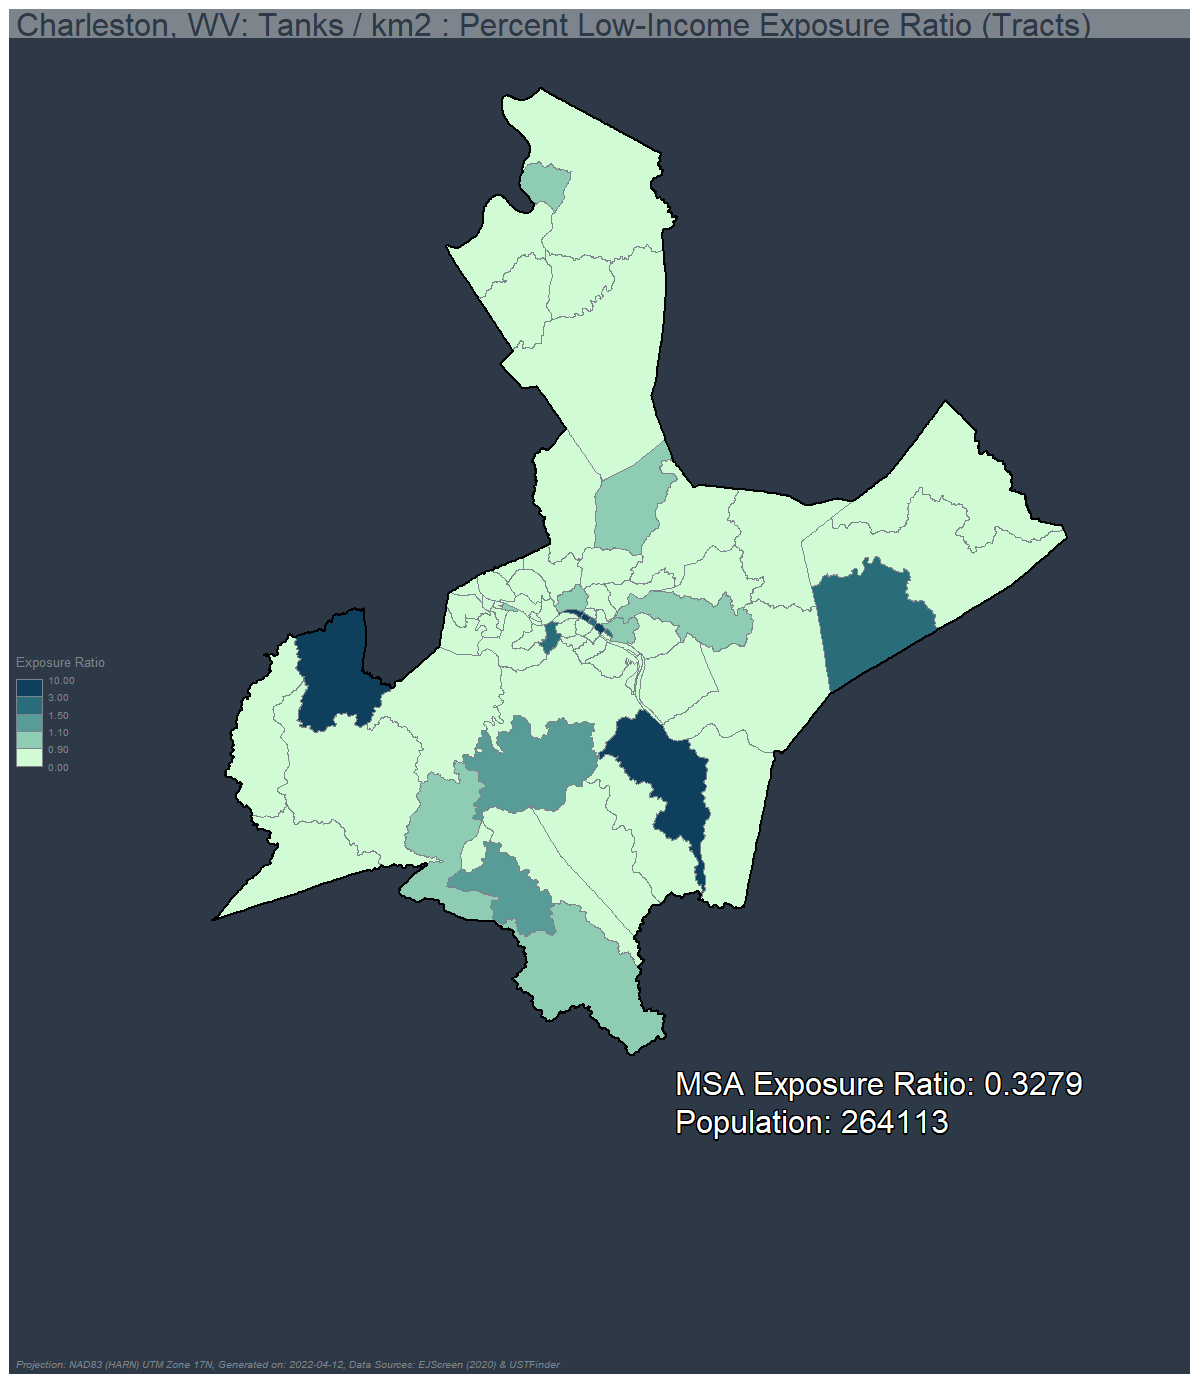 Charleston, WV: Tanks / km2 : Percent Low-Income Exposure Ratio (Tracts)
Exposure Ratio
10.00
3.00
1.50
1.10
0.90
0.00
MSA Exposure Ratio: 0.3279
Population: 264113
Projection: NAD83 (HARN) UTM Zone 17N, Generated on: 2022-04-12, Data Sources: EJScreen (2020) & USTFinder